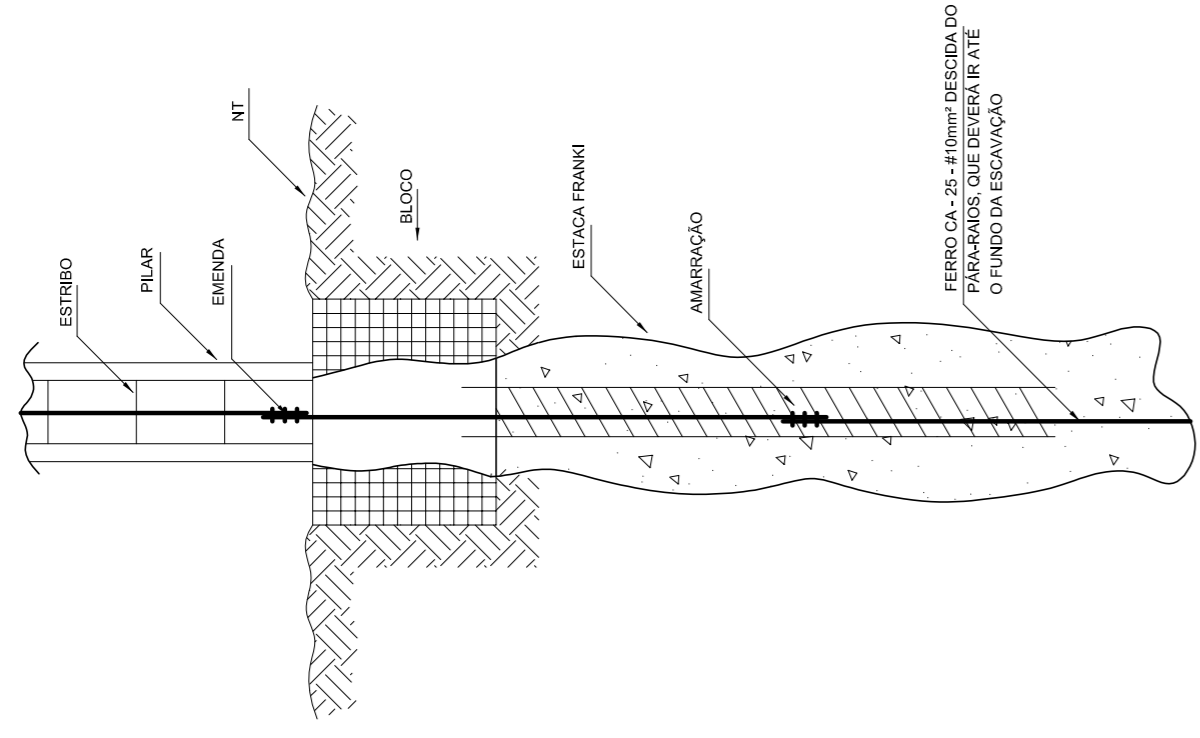 ESTRIBO
PILAR
EMENDA
NT
BLOCO
ESTACA FRANKI
AMARRAÇÃO
FERRO CA - 25 - #10mm² DESCIDA DO
PÁRA-RAIOS, QUE DEVERÁ IR ATÉ
O FUNDO DA ESCAVAÇÃO